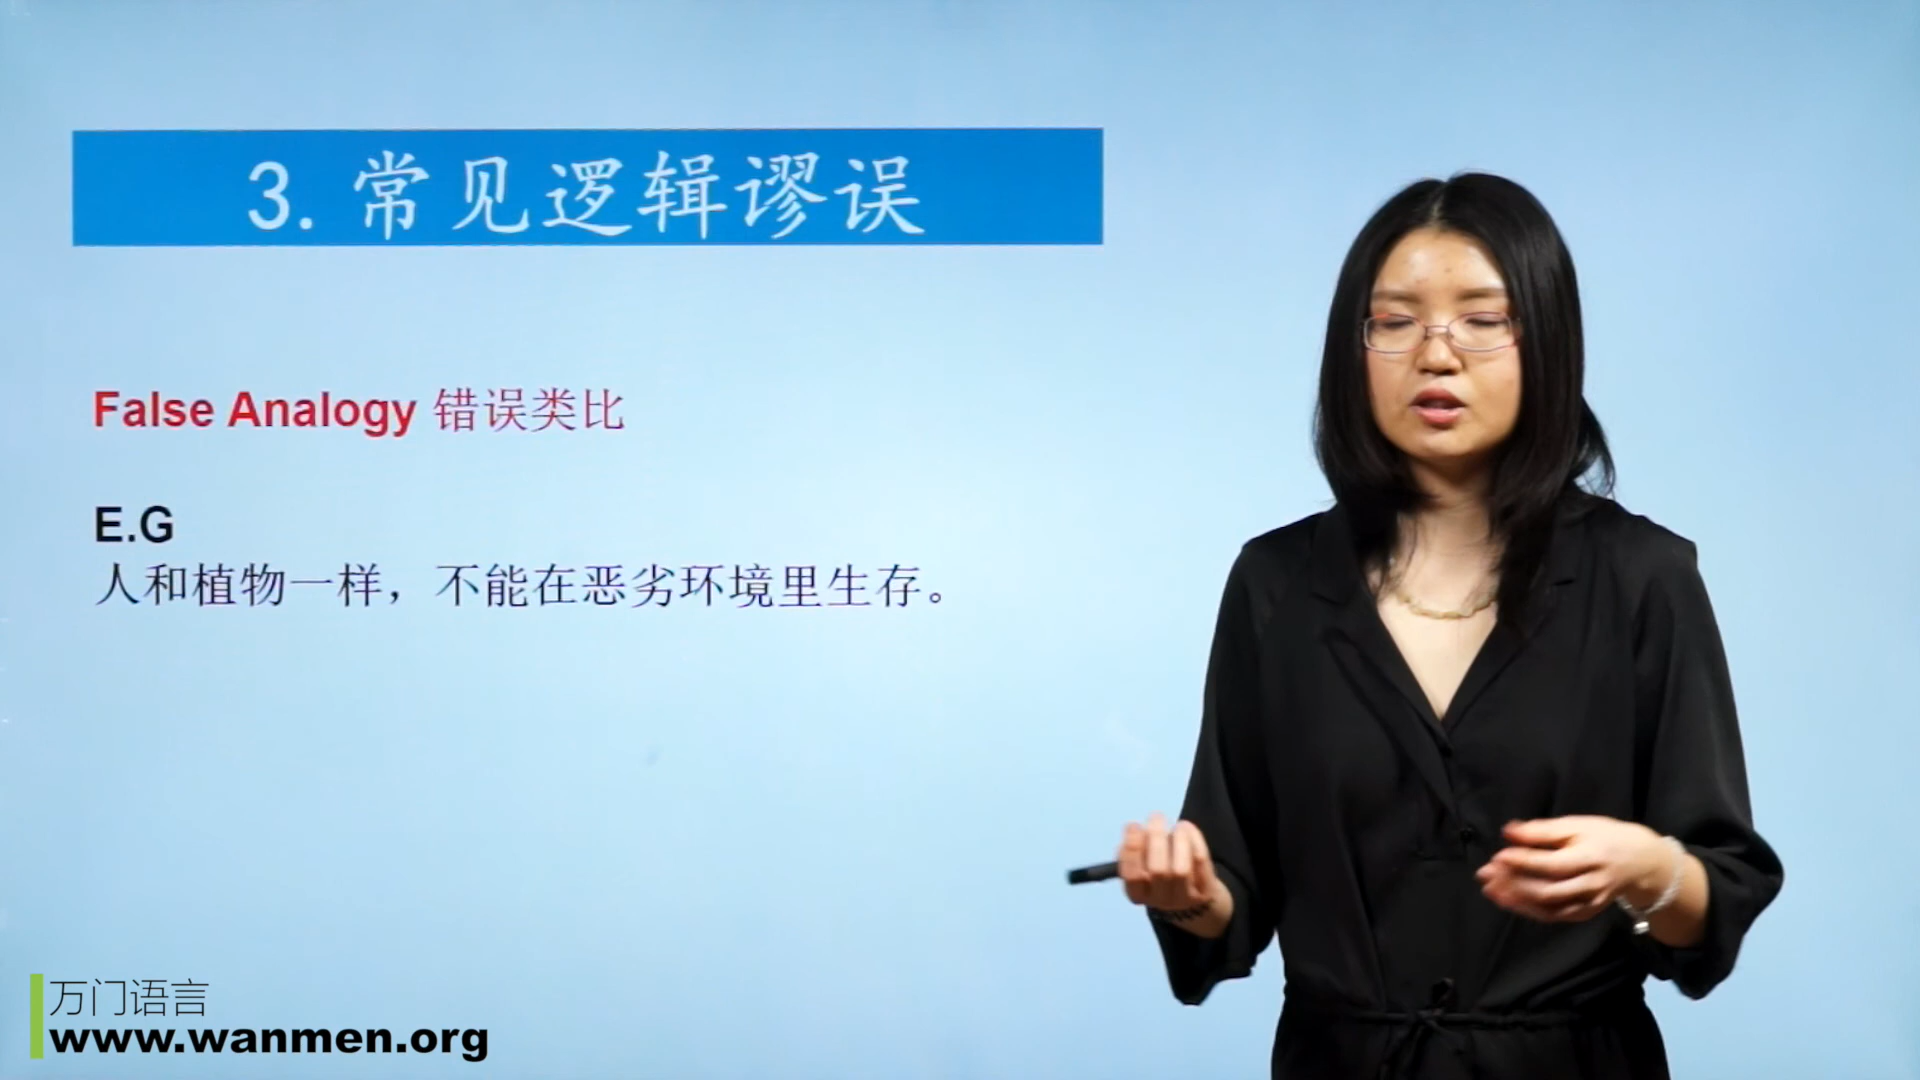 3. 常见逻辑谬误
False Analogy 错误类比
E.G
人和植物一样，不能在恶劣环境里生存。
万门语言
www.wanmen.org